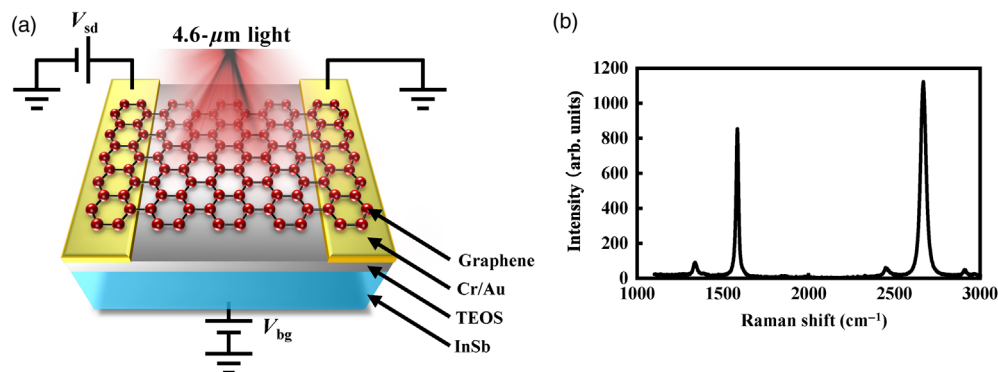 (a)
V_sd
4.6-μm light
Graphene
Cr/Au
TEOS
InSb
V_bg
(b)
1200
1000
800
600
400
200
0
Intensity (arb. units)
1000 1500 2000 2500 3000
Raman shift (cm⁻¹)